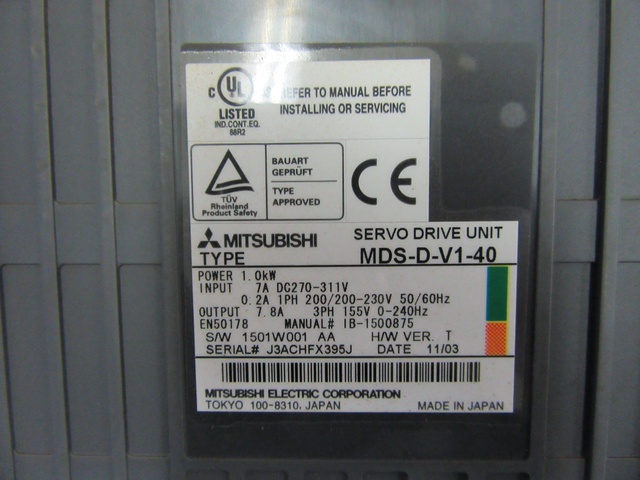 C UL US
LISTED
IND.CONT.EQ.
88R2
REFER TO MANUAL BEFORE
INSTALLING OR SERVICING
TÜV
Rheinland
Product Safety
BAUART
GEPRÜFT
TYPE
APPROVED
CE
MITSUBISHI SERVO DRIVE UNIT
TYPE MDS-D-V1-40
POWER 1.0kW
INPUT 7A DC270-311V
0.2A 1PH 200/200-230V 50/60Hz
OUTPUT 7.8A 3PH 155V 0-240Hz
EN50178 MANUAL# IB-1500875
S/W 1501W001 AA H/W VER. T
SERIAL# J3ACHFX395J DATE 11/03
MITSUBISHI ELECTRIC CORPORATION
TOKYO 100-8310, JAPAN MADE IN JAPAN